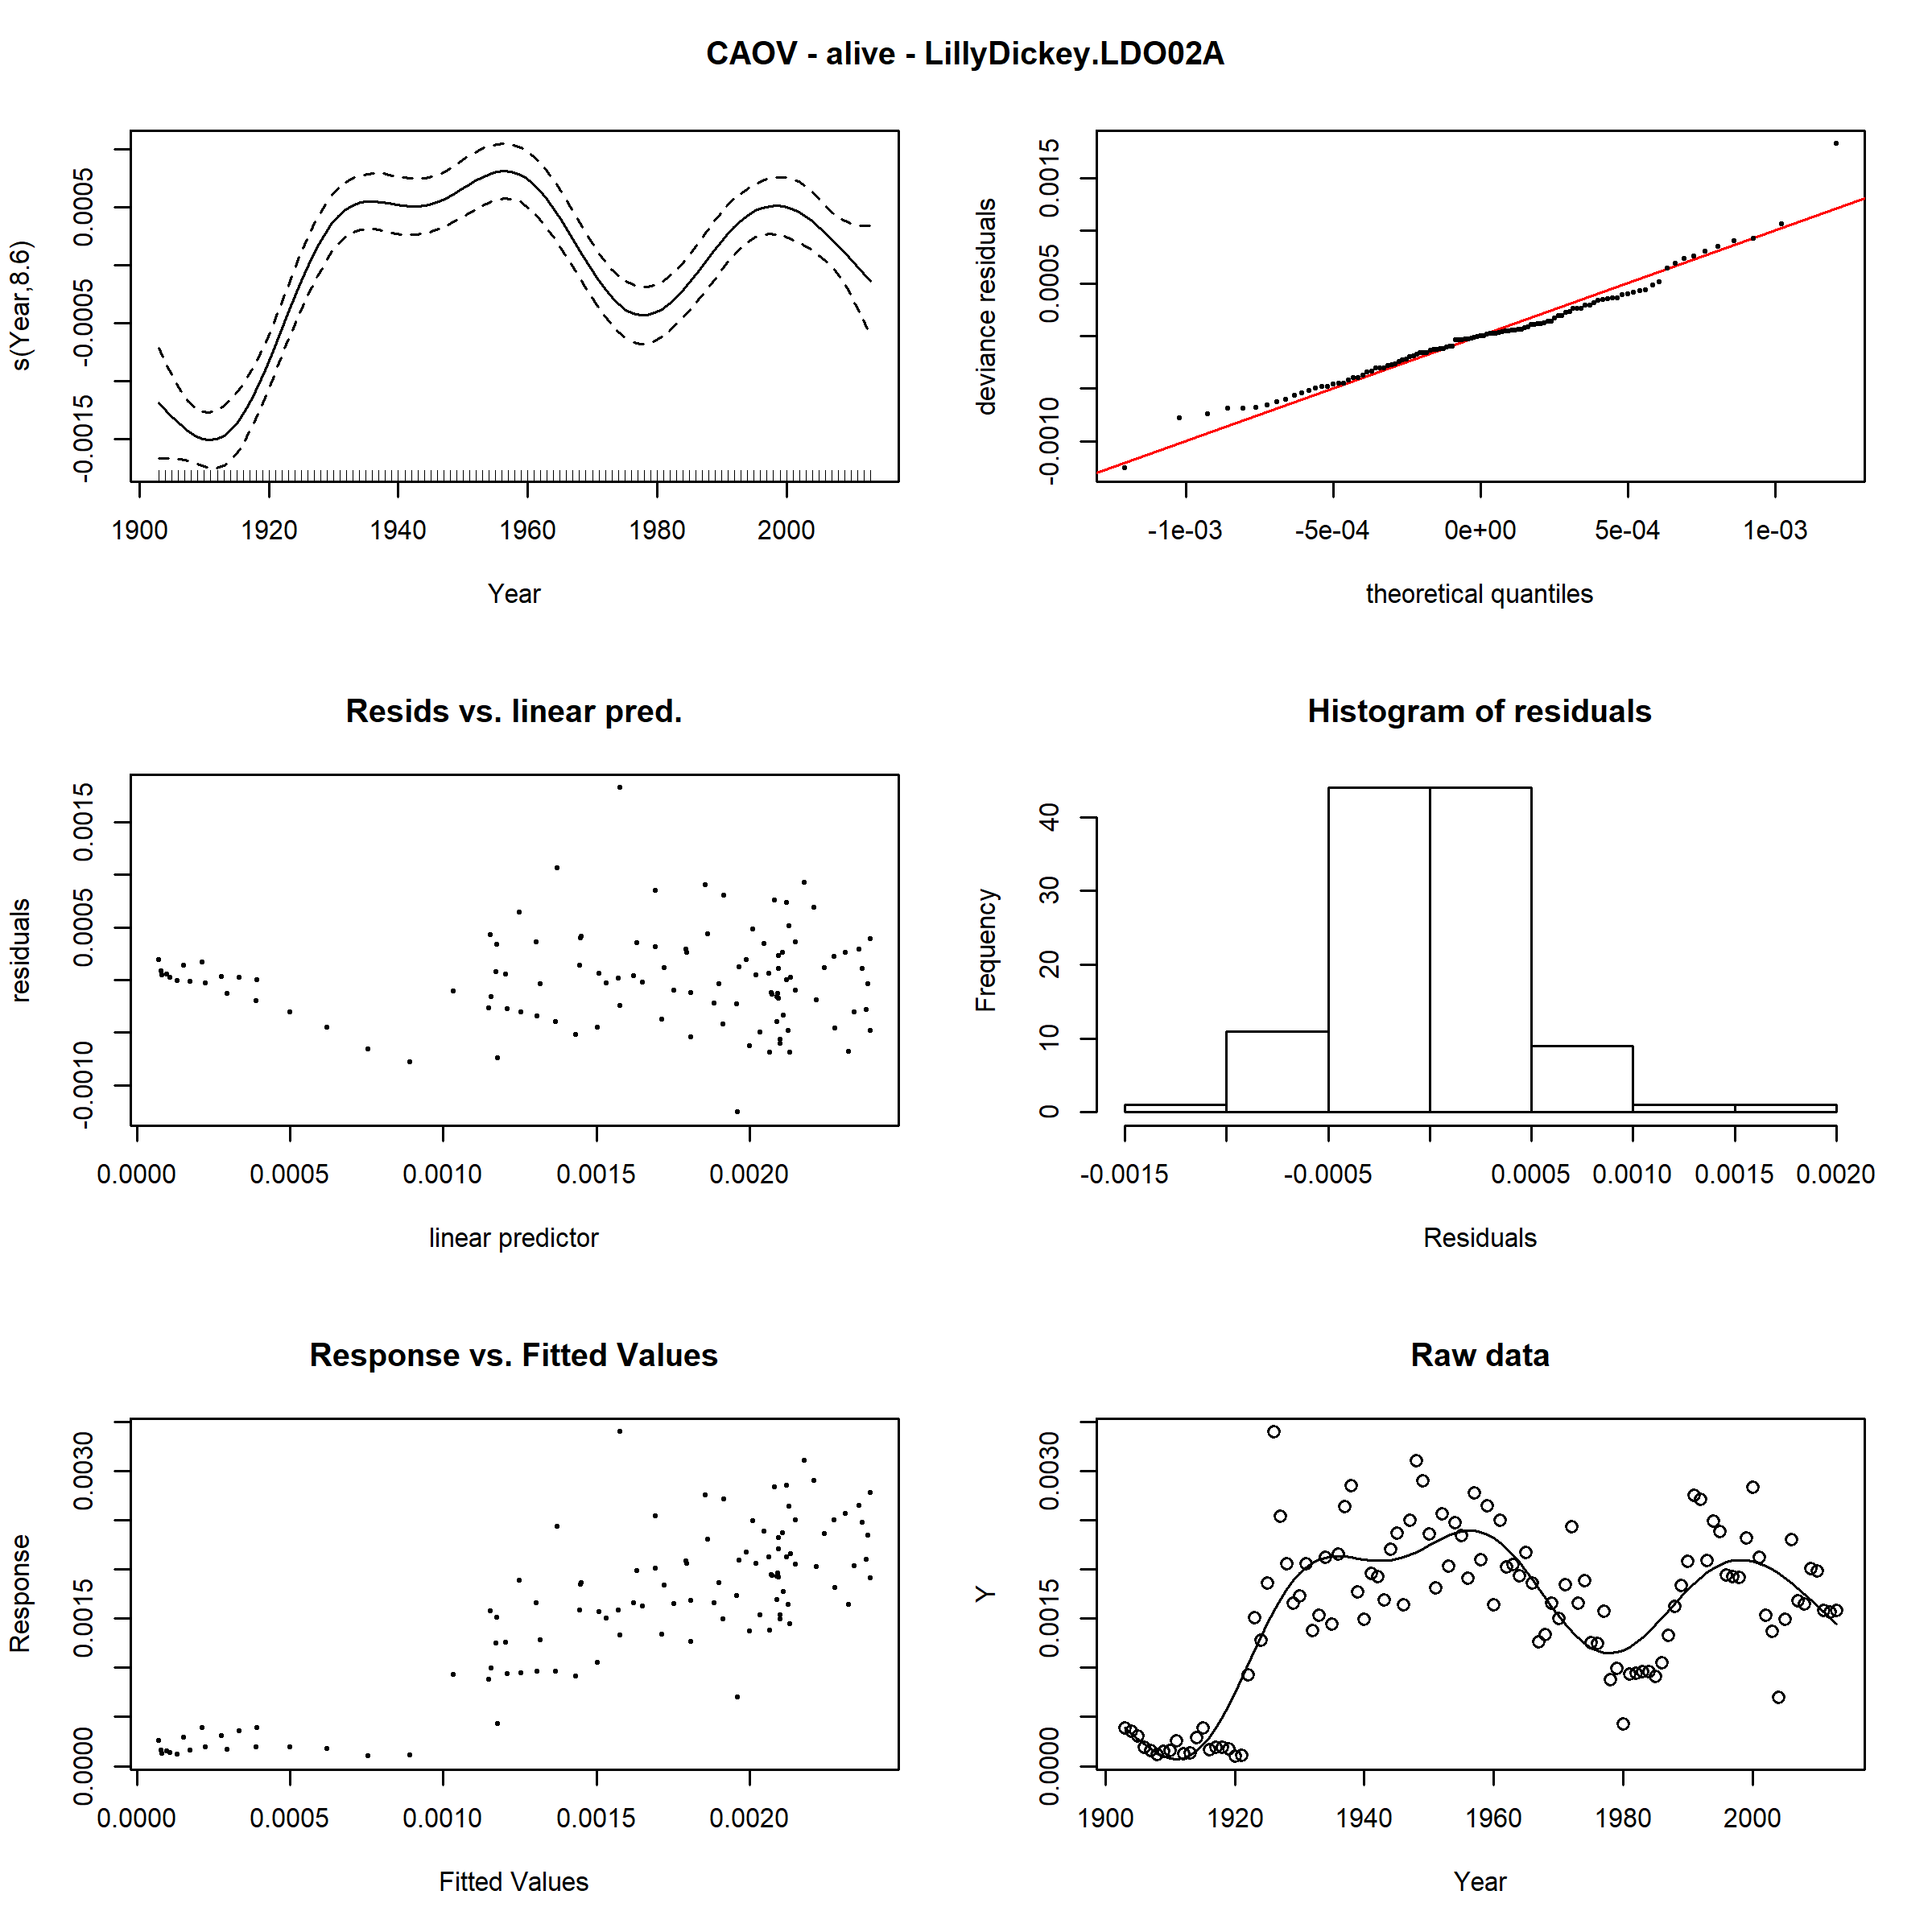 CAOV - alive - LillyDickey.LDO02A
s(Year,8.6)
-0.0015 -0.0005 0.0005
1900 1920 1940 1960 1980 2000
Year
deviance residuals
-0.0010 0.0005 0.0015
-1e-03 -5e-04 0e+00 5e-04 1e-03
theoretical quantiles
Resids vs. linear pred.
residuals
-0.0010 0.0005 0.0015
0.0000 0.0005 0.0010 0.0015 0.0020
linear predictor
Histogram of residuals
Frequency
0 10 20 30 40
-0.0015 -0.0005 0.0005 0.0010 0.0015 0.0020
Residuals
Response vs. Fitted Values
Response
0.0000 0.0015 0.0030
0.0000 0.0005 0.0010 0.0015 0.0020
Fitted Values
Raw data
Y
0.0000 0.0015 0.0030
1900 1920 1940 1960 1980 2000
Year